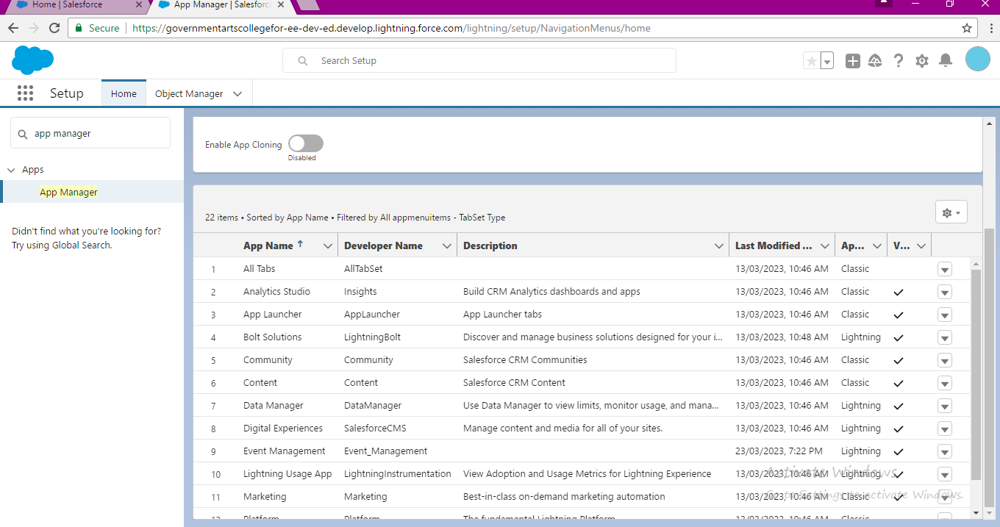 Home | Salesforce
App Manager | Salesforce
Secure
https://governmentartscollegefor-ee-dev-ed.develop.lightning.force.com/lightning/setup/NavigationMenus/home
Search Setup
Setup
Home
Object Manager
app manager
Apps
App Manager
Didn't find what you're looking for?
Try using Global Search.
Enable App Cloning
Disabled
22 items • Sorted by App Name • Filtered by All appmenuitems - TabSet Type
App Name Developer Name Description Last Modified ... Ap... V...
1 All Tabs AllTabSet 13/03/2023, 10:46 AM Classic
2 Analytics Studio Insights Build CRM Analytics dashboards and apps 13/03/2023, 10:46 AM Classic
3 App Launcher AppLauncher App Launcher tabs 13/03/2023, 10:46 AM Classic
4 Bolt Solutions LightningBolt Discover and manage business solutions designed for your i... 13/03/2023, 10:48 AM Lightning
5 Community Community Salesforce CRM Communities 13/03/2023, 10:46 AM Classic
6 Content Content Salesforce CRM Content 13/03/2023, 10:46 AM Classic
7 Data Manager DataManager Use Data Manager to view limits, monitor usage, and mana... 13/03/2023, 10:46 AM Lightning
8 Digital Experiences SalesforceCMS Manage content and media for all of your sites. 13/03/2023, 10:46 AM Lightning
9 Event Management Event_Management 23/03/2023, 7:22 PM Lightning
10 Lightning Usage App LightningInstrumentation View Adoption and Usage Metrics for Lightning Experience 13/03/2023, 10:46 AM Lightning
11 Marketing Marketing Best-in-class on-demand marketing automation 13/03/2023, 10:46 AM Classic
12 Platform Platform The fundamental Lightning Platform 13/03/2023, 10:46 AM Classic
Activate Windows
Go to Settings to activate Windows.